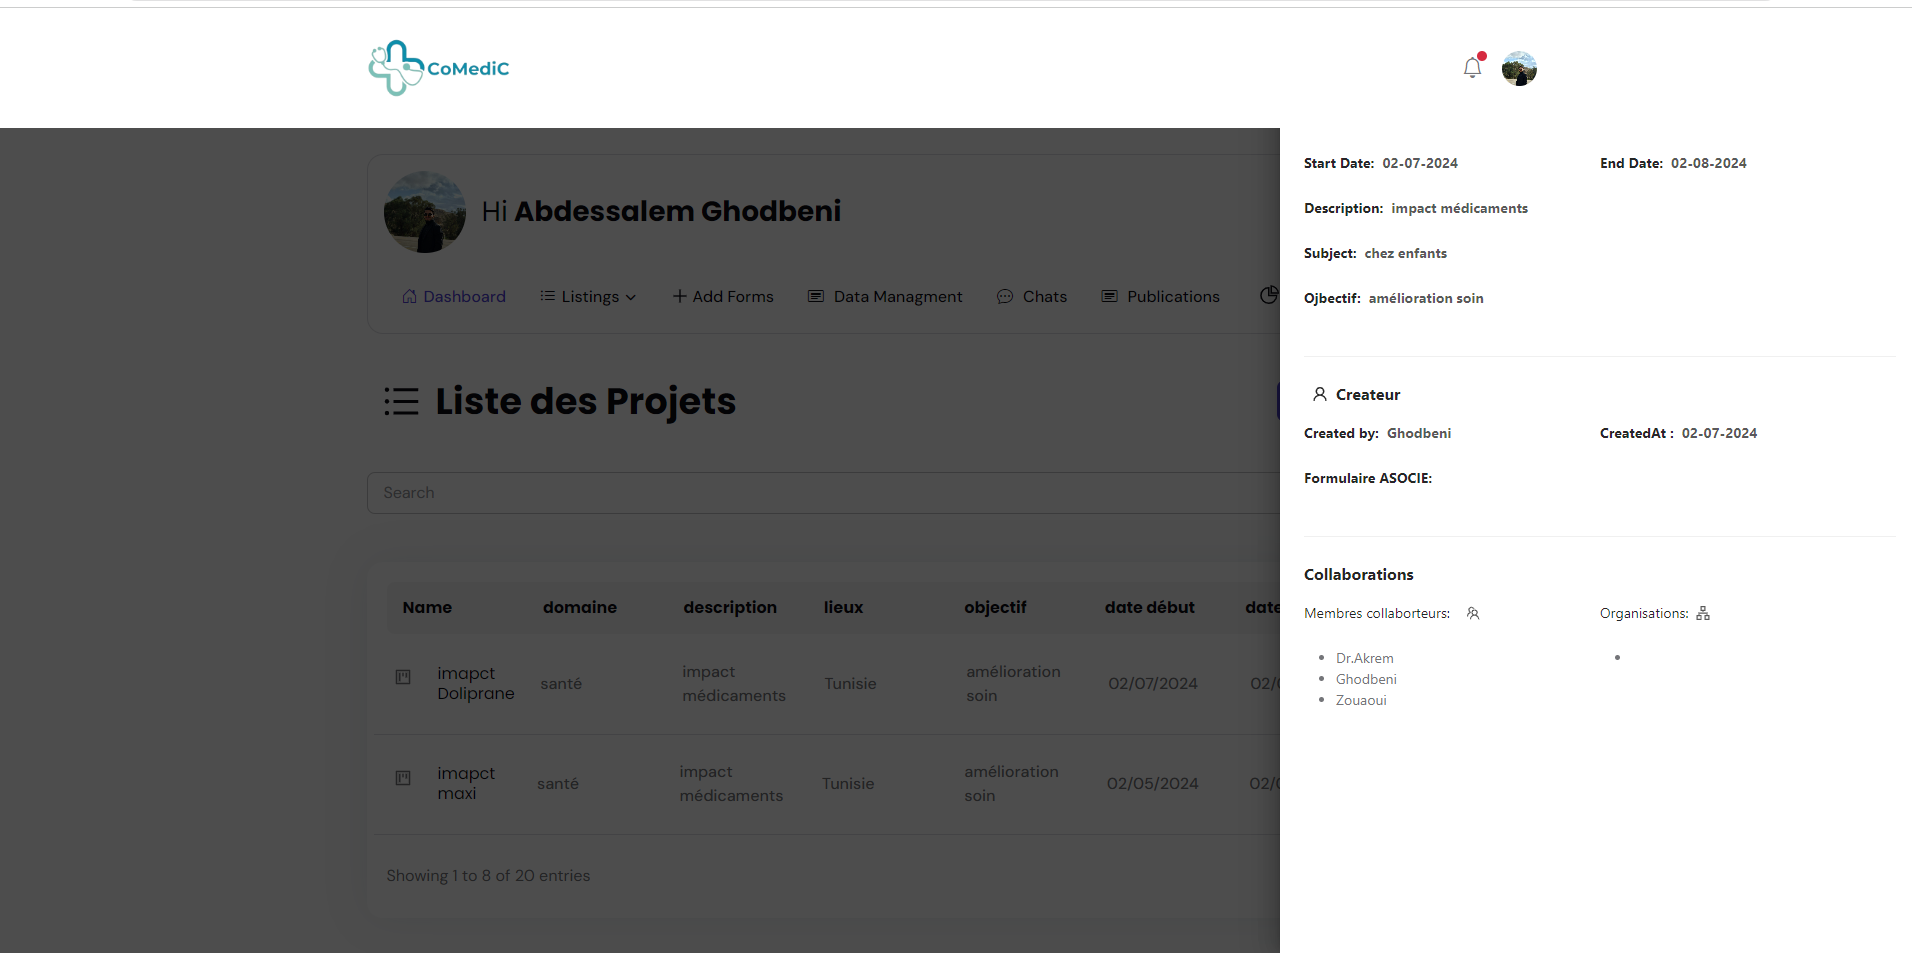 CoMediC
Hi Abdessalem Ghodbeni
Dashboard Listings Add Forms Data Managment Chats Publications
Liste des Projets
Search
Name domaine description lieux objectif date début date
imapct
Doliprane
santé
impact
médicaments
Tunisie
amélioration
soin
02/07/2024
02/
imapct
maxi
santé
impact
médicaments
Tunisie
amélioration
soin
02/05/2024
02/
Showing 1 to 8 of 20 entries
Start Date: 02-07-2024 End Date: 02-08-2024
Description: impact médicaments
Subject: chez enfants
Ojbectif: amélioration soin
Createur
Created by: Ghodbeni CreatedAt : 02-07-2024
Formulaire ASOCIE:
Collaborations
Membres collaborteurs: Organisations:
Dr.Akrem
Ghodbeni
Zouaoui